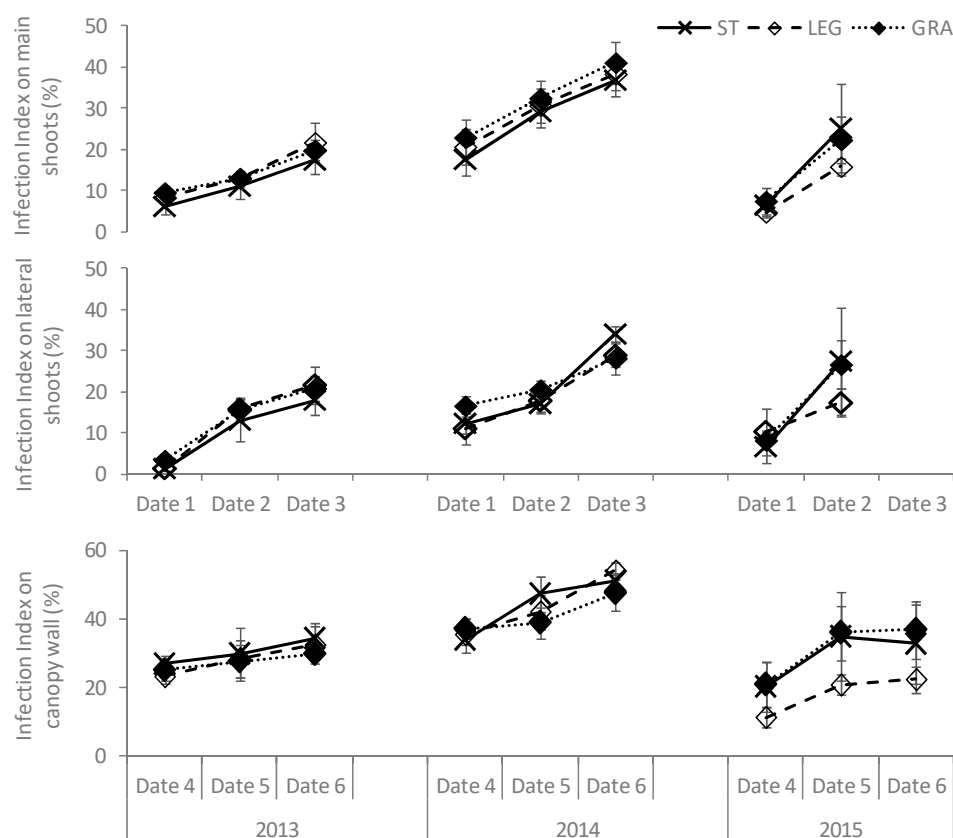 ST LEG GRA
Infection Index on main
shoots (%)
50
40
30
20
10
0
Infection Index on lateral
shoots (%)
50
40
30
20
10
0
Date 1 Date 2 Date 3 Date 1 Date 2 Date 3 Date 1 Date 2 Date 3
Infection Index on
canopy wall (%)
60
40
20
0
Date 4 Date 5 Date 6 Date 4 Date 5 Date 6 Date 4 Date 5 Date 6
2013 2014 2015